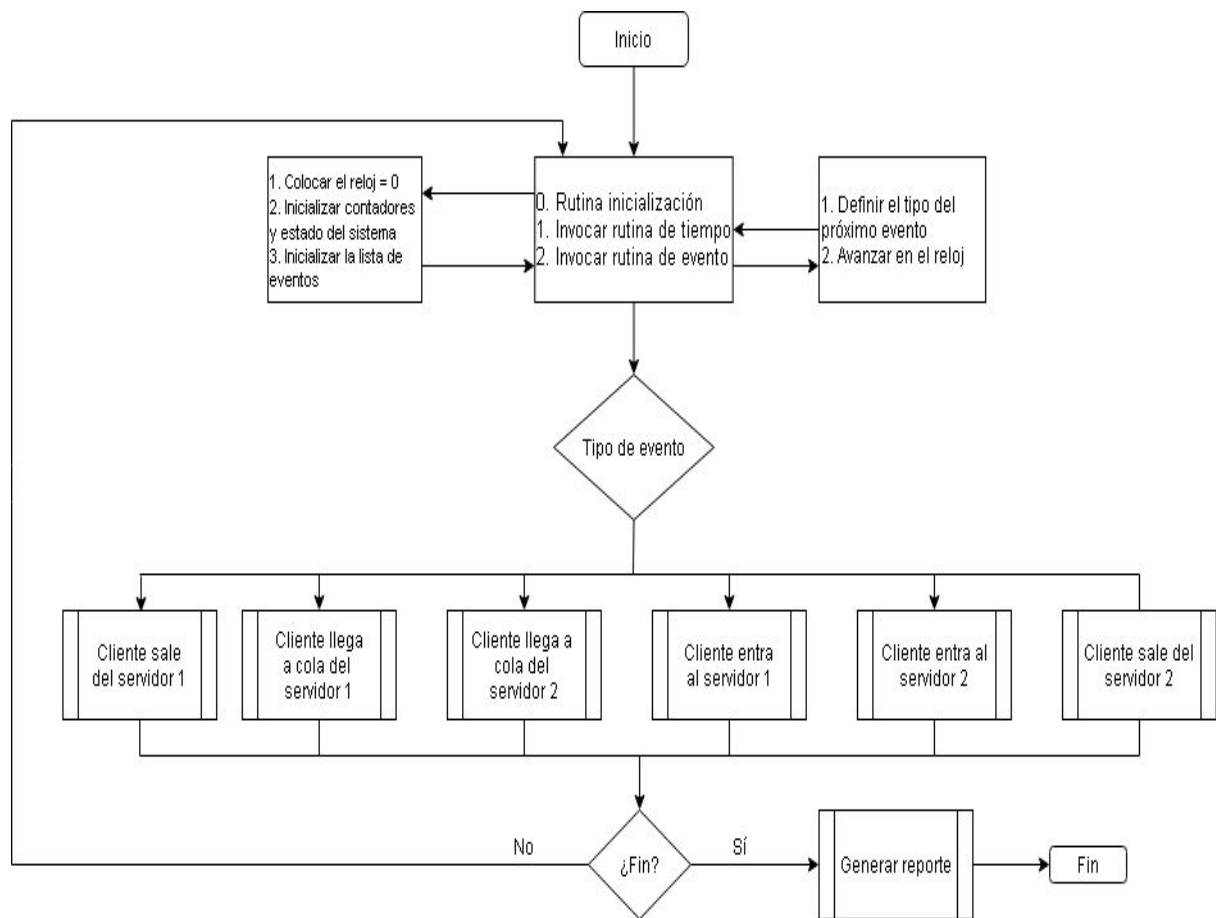 Inicio
1. Colocar el reloj = 0
2. Inicializar contadores
y estado del sistema
3. Inicializar la lista de
eventos
0. Rutina inicialización
1. Invocar rutina de tiempo
2. Invocar rutina de evento
1. Definir el tipo del
próximo evento
2. Avanzar en el reloj
Tipo de evento
Cliente sale
del servidor 1
Cliente llega
a cola del
servidor 1
Cliente llega a
cola del
servidor 2
Cliente entra
al servidor 1
Cliente entra al
servidor 2
Cliente sale del
servidor 2
No
¿Fin?
Sí
Generar reporte
Fin